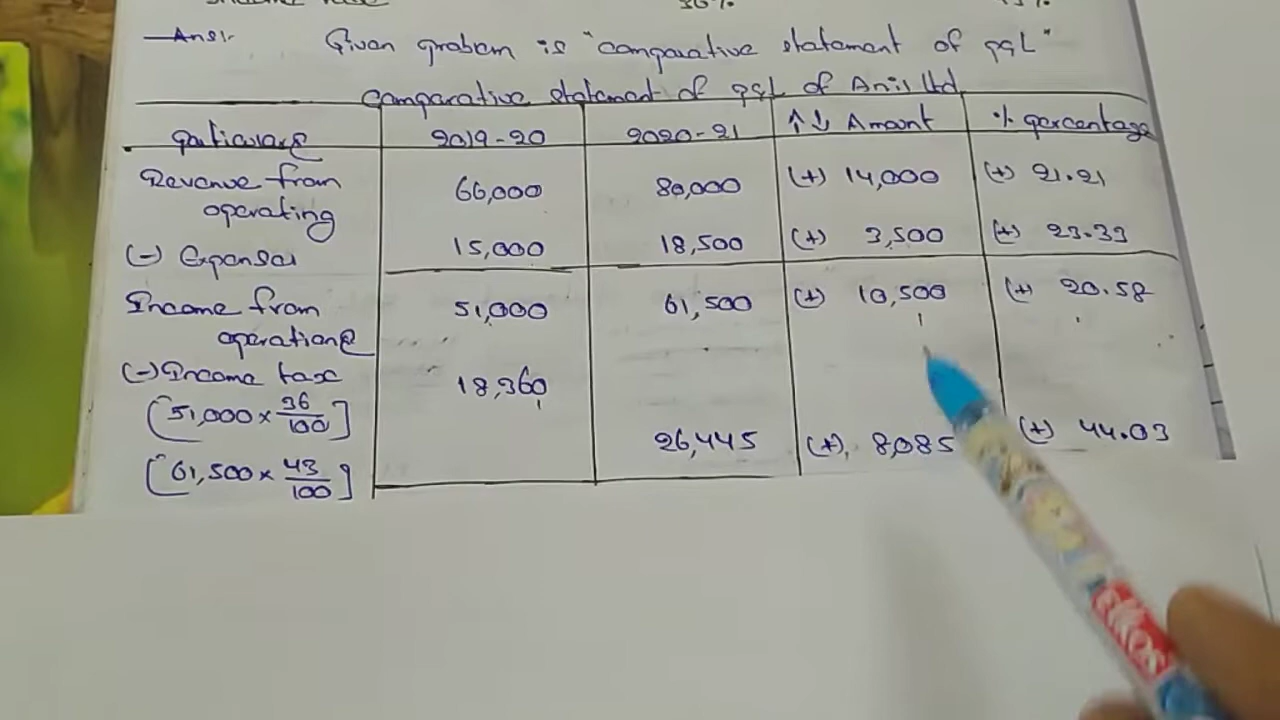 36%
Ans:- Given probem is "comparative statement of P&L"
comparative statement of P&L of Anil Ltd
particulars 2019-20 2020-21 ↑↓ Amount % percentage
Revenue from operating 66,000 80,000 (+) 14,000 (+) 21.21
(-) Expenses 15,000 18,500 (+) 3,500 (+) 23.33
Income from operations 51,000 61,500 (+) 10,500 (+) 20.58
(-) Income tax 18,360
[51,000 × 36/100]
26,445 (+), 8,085 (+) 44.03
[61,500 × 43/100]
elkos